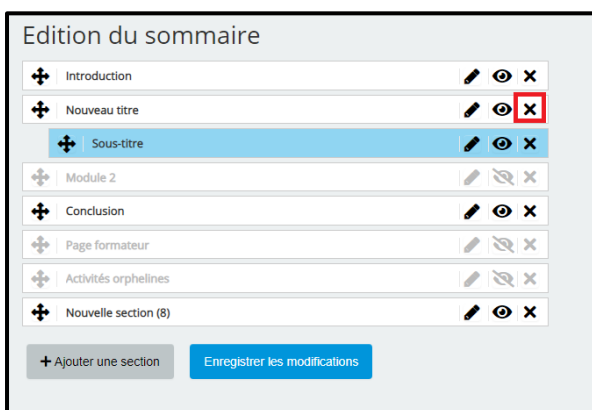 Edition du sommaire
Introduction
Nouveau titre
Sous-titre
Module 2
Conclusion
Page formateur
Activités orphelines
Nouvelle section (8)
+ Ajouter une section
Enregistrer les modifications